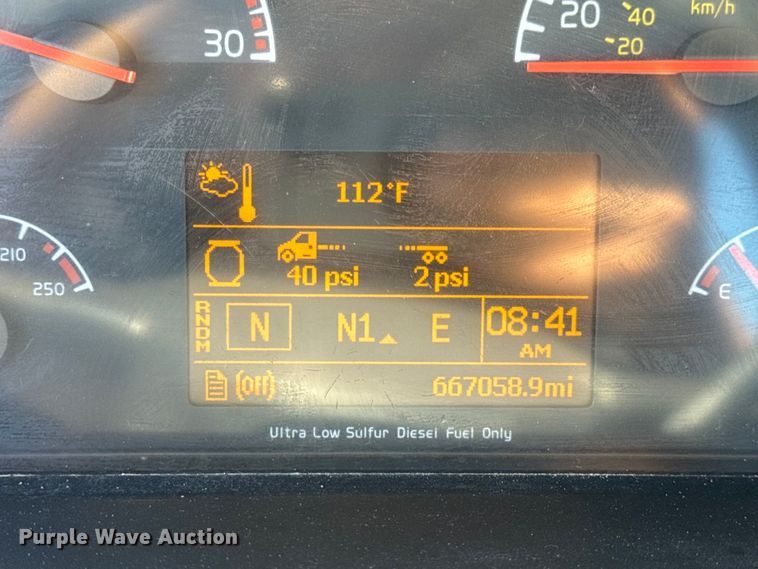 30
20
40
km/h
20
112°F
40 psi 2 psi
210
250
E
RNDM N N1 E 08:41
AM
(Off) 667058.9mi
Ultra Low Sulfur Diesel Fuel Only
Purple Wave Auction